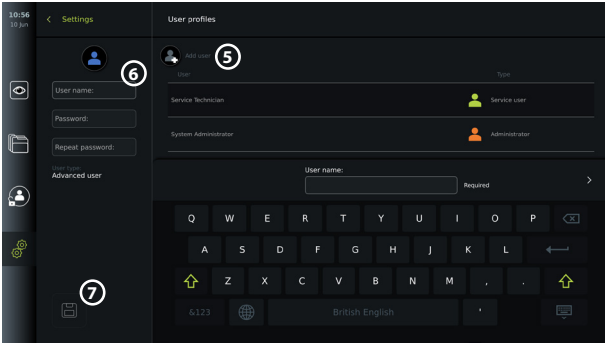 10:56
10 Jun
Settings
User profiles
5
Add user
6
User
Type
User name:
Service Technician
Service user
Password:
System Administrator
Administrator
Repeat password:
User type:
Advanced user
User name:
Required
Q W E R T Y U I O P
A S D F G H J K L
Z X C V B N M , .
7
&123
British English
'